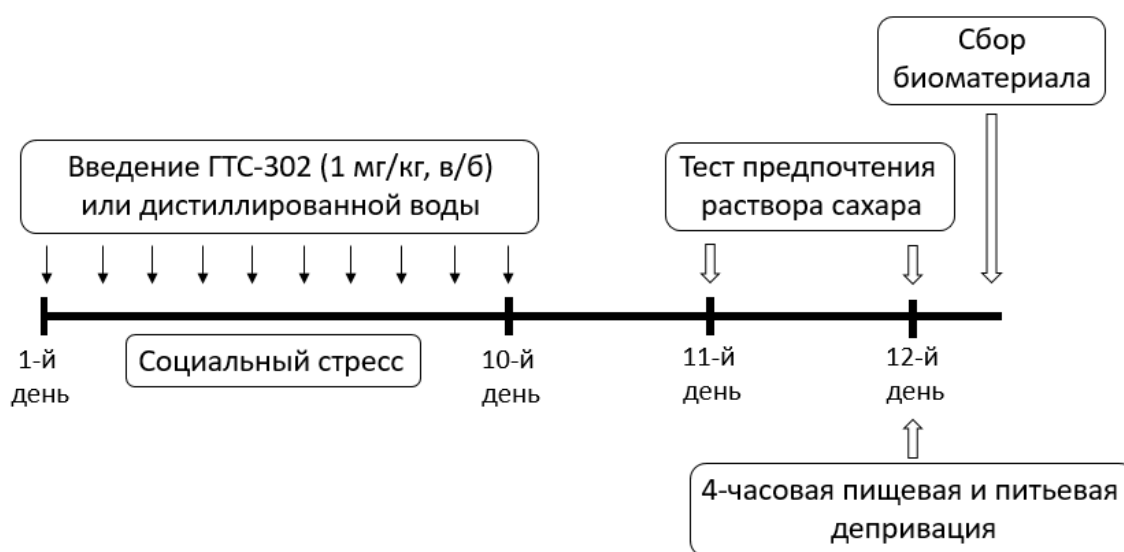 Сбор
биоматериала
Введение ГТС-302 (1 мг/кг, в/б)
или дистиллированной воды
Тест предпочтения
раствора сахара
Социальный стресс
1-й
день
10-й
день
11-й
день
12-й
день
4-часовая пищевая и питьевая
депривация